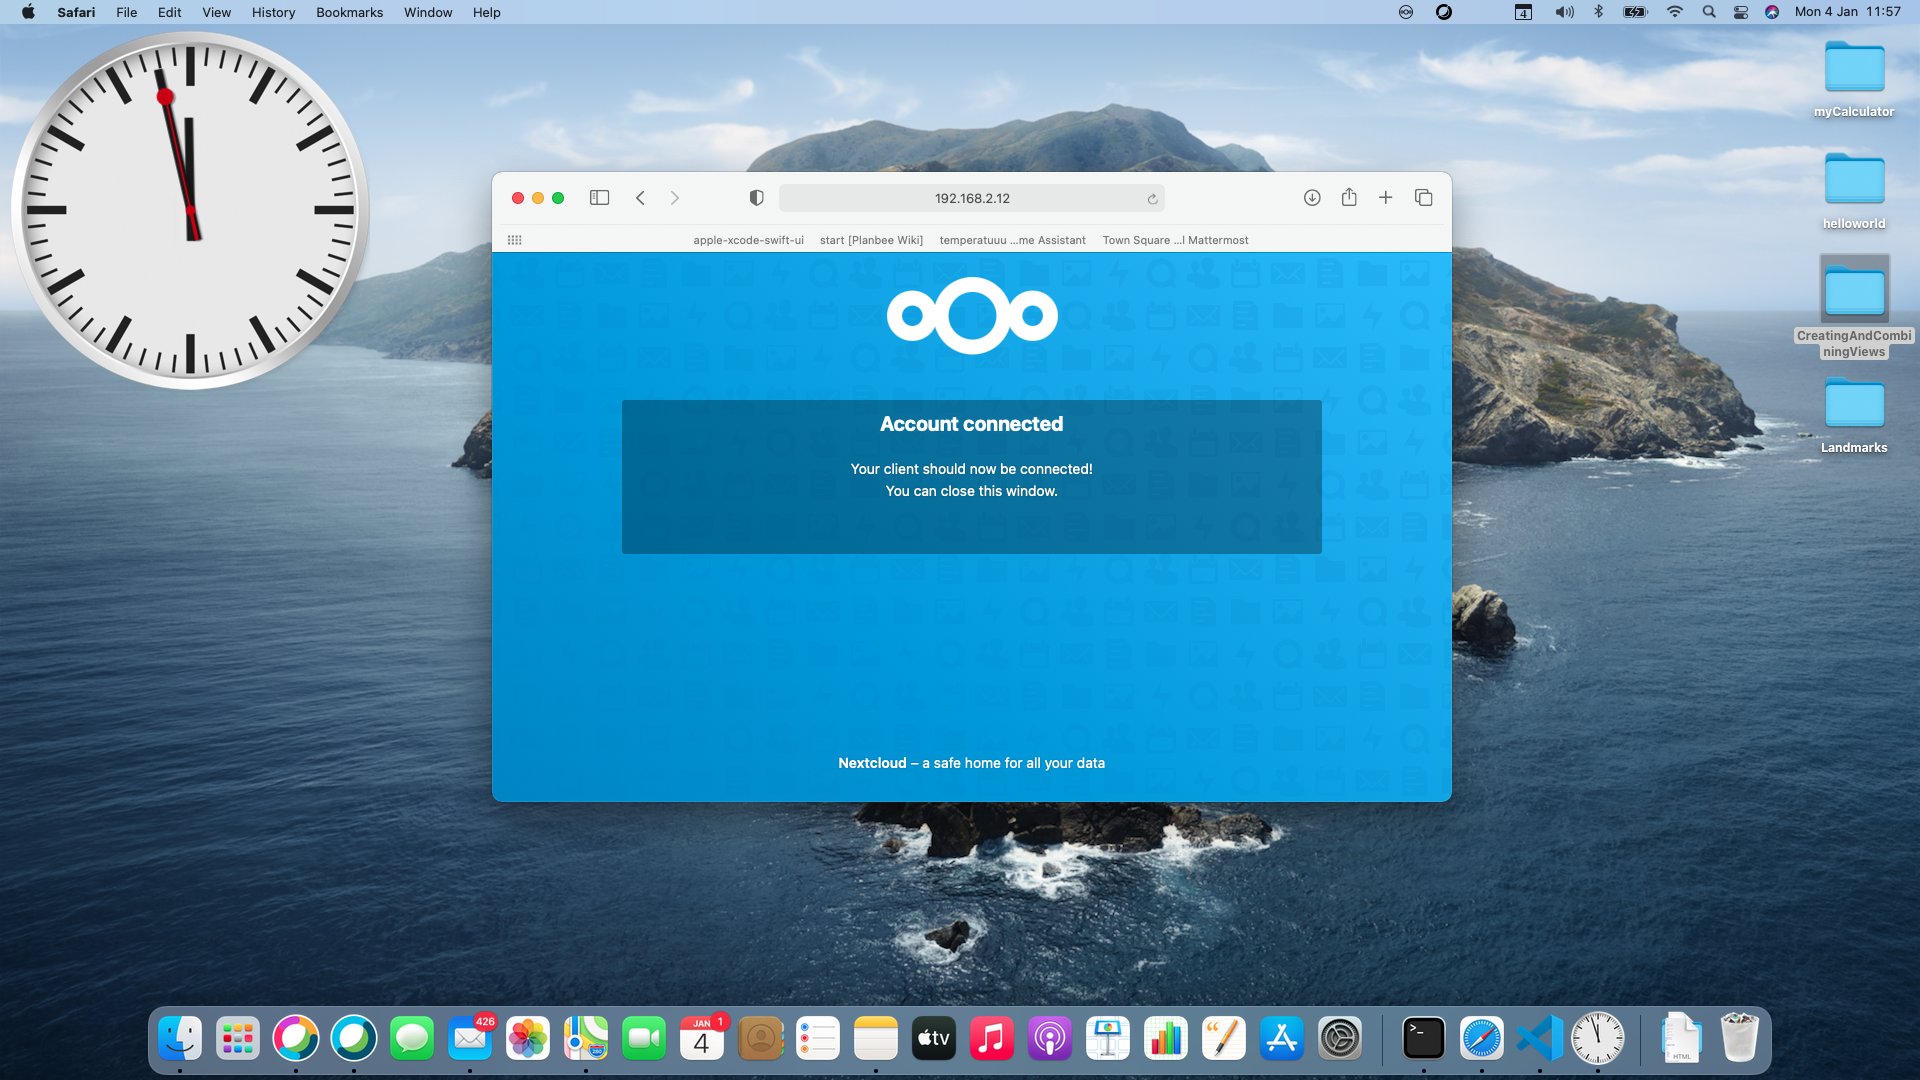 Safari File Edit View History Bookmarks Window Help 4 Mon 4 Jan 11:57
myCalculator
helloworld
CreatingAndCombi
ningViews
Landmarks
192.168.2.12
apple-xcode-swift-ui start [Planbee Wiki] temperatuuu ...me Assistant Town Square ...l Mattermost
Account connected
Your client should now be connected!
You can close this window.
Nextcloud – a safe home for all your data
426
JAN 1
4
tv
>_
HTML